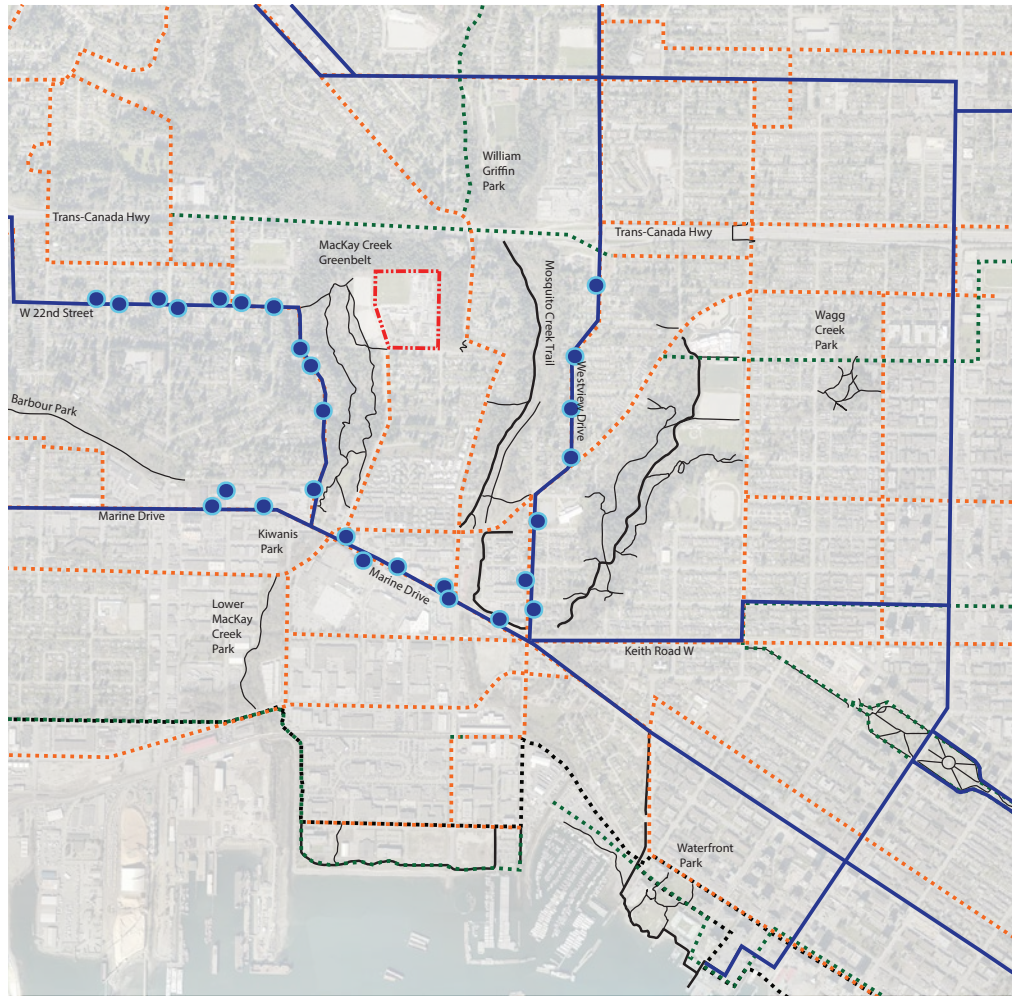 William
Griffin
Park
Trans-Canada Hwy
Trans-Canada Hwy
MacKay Creek
Greenbelt
Mosquito Creek Trail
W 22nd Street
Wagg
Creek
Park
Westview Drive
Barbour Park
Marine Drive
Kiwanis
Park
Marine Drive
Lower
MacKay
Creek
Park
Keith Road W
Waterfront
Park